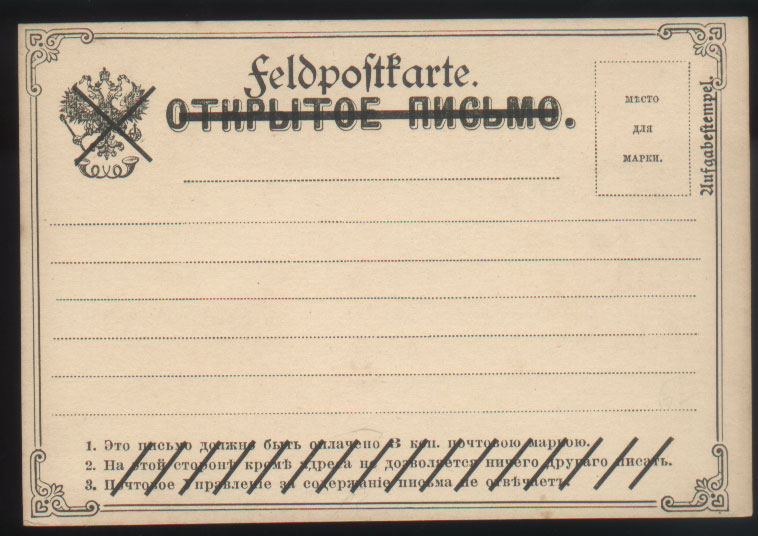 Feldpostkarte.
ОТКРЫТОЕ ПИСЬМО.
МѢСТО
ДЛЯ
МАРКИ.
Aufgabestempel.
1. Это письмо должно быть оплачено 3 коп. почтовою маркою.
2. На этой сторонѣ кромѣ адреса не дозволяется ничего другаго писать.
3. Почтовое Управленіе за содержаніе письма не отвѣчаетъ.